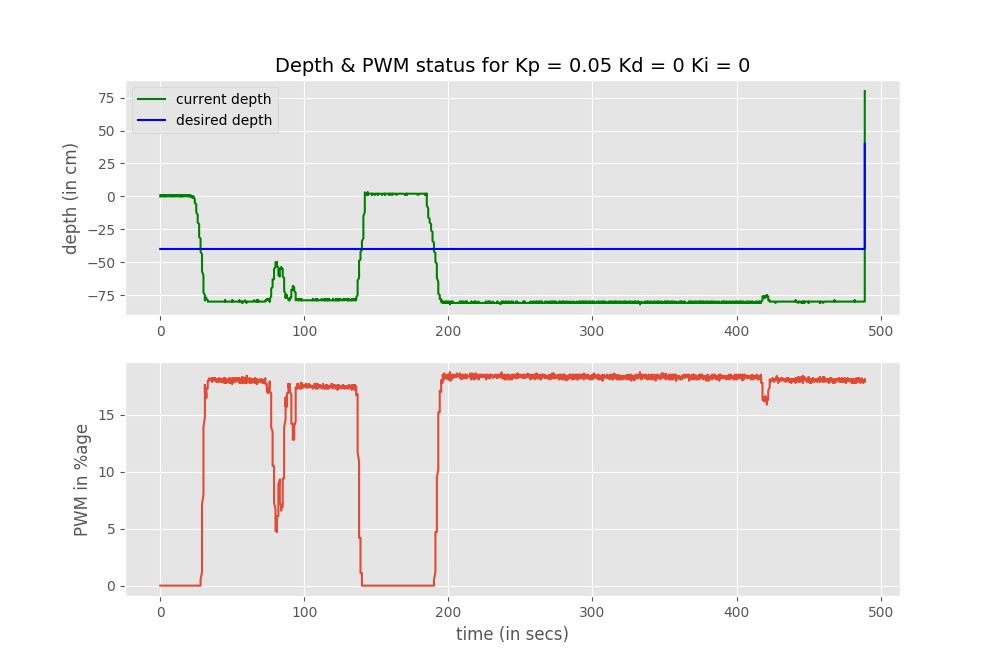 Depth & PWM status for Kp = 0.05 Kd = 0 Ki = 0
current depth
desired depth
depth (in cm)
75
50
25
0
−25
−50
−75
0 100 200 300 400 500
PWM in %age
15
10
5
0
0 100 200 300 400 500
time (in secs)